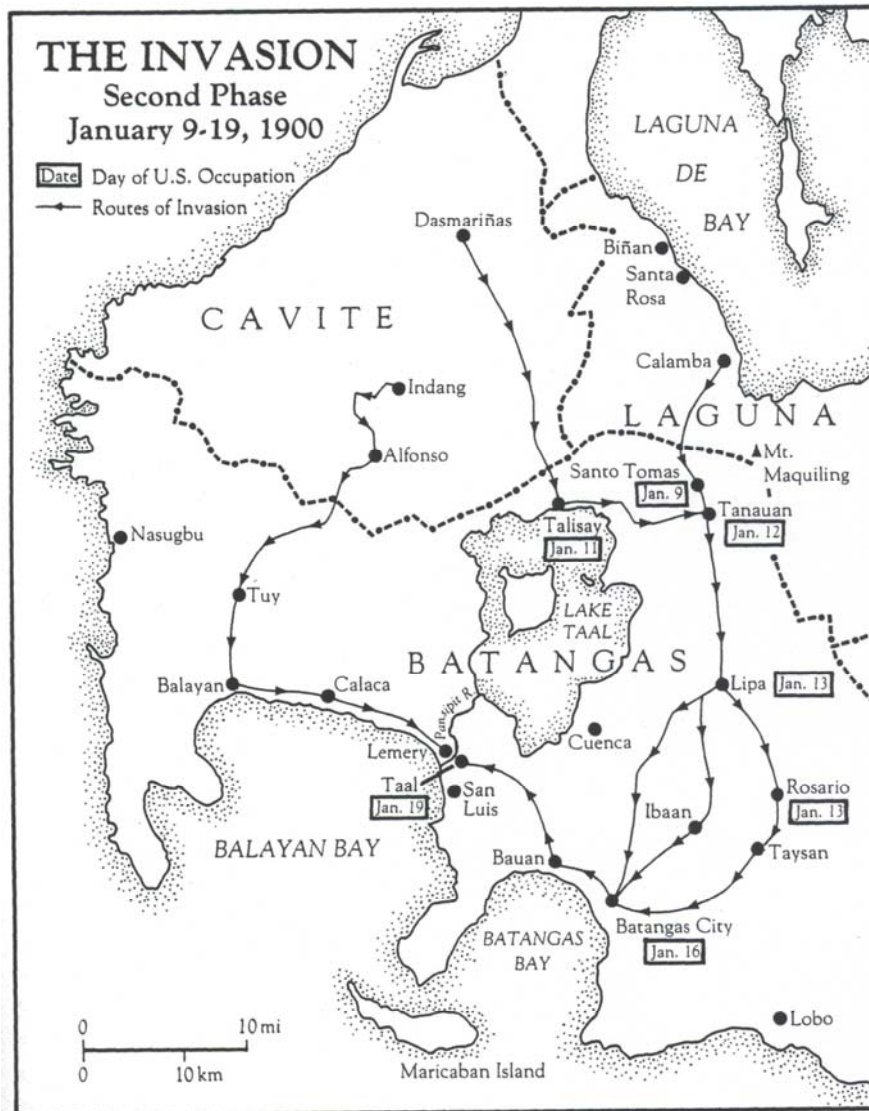 THE INVASION
Second Phase
January 9-19, 1900
Date Day of U.S. Occupation
Routes of Invasion
LAGUNA
DE
BAY
Dasmariñas
Biñan
Santa
Rosa
CAVITE
Calamba
Indang
LAGUNA
Alfonso
Mt.
Maquiling
Santo Tomas
Jan. 9
Tanauan
Jan. 12
Talisay
Jan. 11
Nasugbu
Tuy
LAKE
TAAL
BATANGAS
Balayan
Calaca
Lipa Jan. 13
Pansipit R.
Lemery
Cuenca
Taal
Jan. 19
San
Luis
Rosario
Jan. 13
Ibaan
Taysan
BALAYAN BAY
Bauan
Batangas City
Jan. 16
BATANGAS
BAY
Lobo
0 10 mi
0 10 km
Maricaban Island